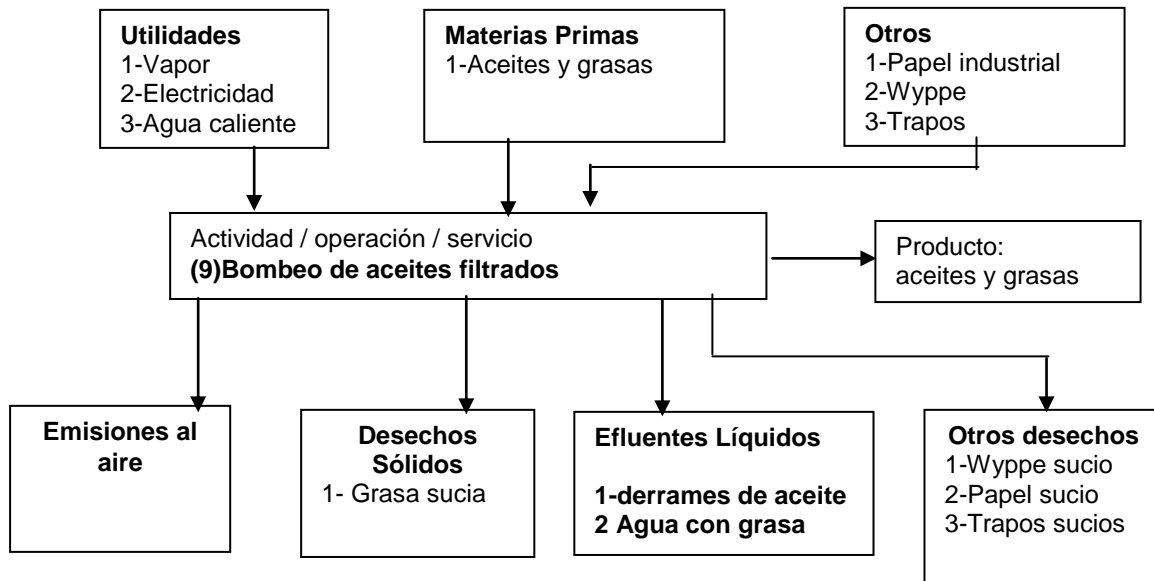 Utilidades
1-Vapor
2-Electricidad
3-Agua caliente
Materias Primas
1-Aceites y grasas
Otros
1-Papel industrial
2-Wyppe
3-Trapos
Actividad / operación / servicio
(9)Bombeo de aceites filtrados
Producto:
aceites y grasas
Emisiones al
aire
Desechos
Sólidos
1- Grasa sucia
Efluentes Líquidos
1-derrames de aceite
2 Agua con grasa
Otros desechos
1-Wyppe sucio
2-Papel sucio
3-Trapos sucios